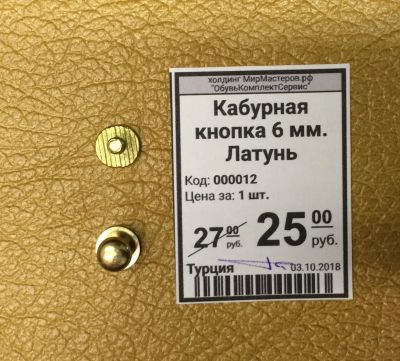 холдинг МирМастеров.рф
"ОбувьКомплектСервис"
Кабурная
кнопка 6 мм.
Латунь
Код: 000012
Цена за: 1 шт.
27 00 руб. 25 00 руб.
Турция 03.10.2018